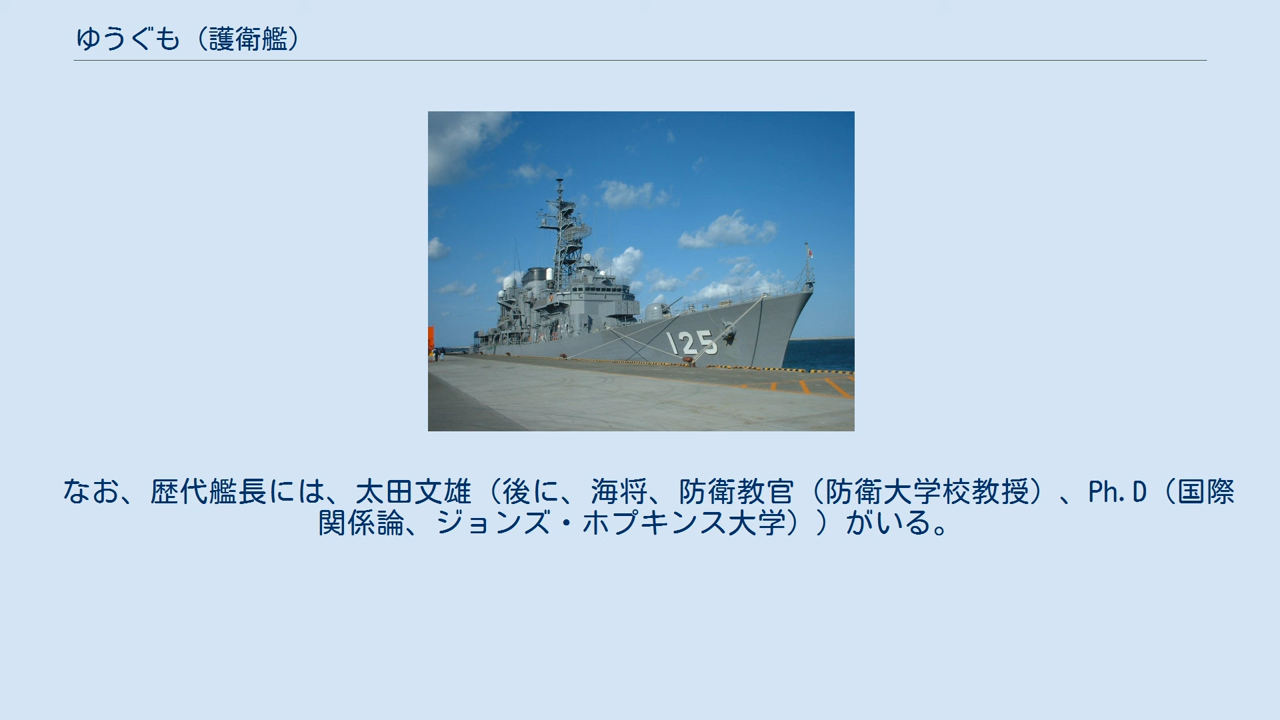 ゆうぐも（護衛艦）
125
なお、歴代艦長には、太田文雄（後に、海将、防衛教官（防衛大学校教授）、Ph.D（国際
関係論、ジョンズ・ホプキンス大学））がいる。